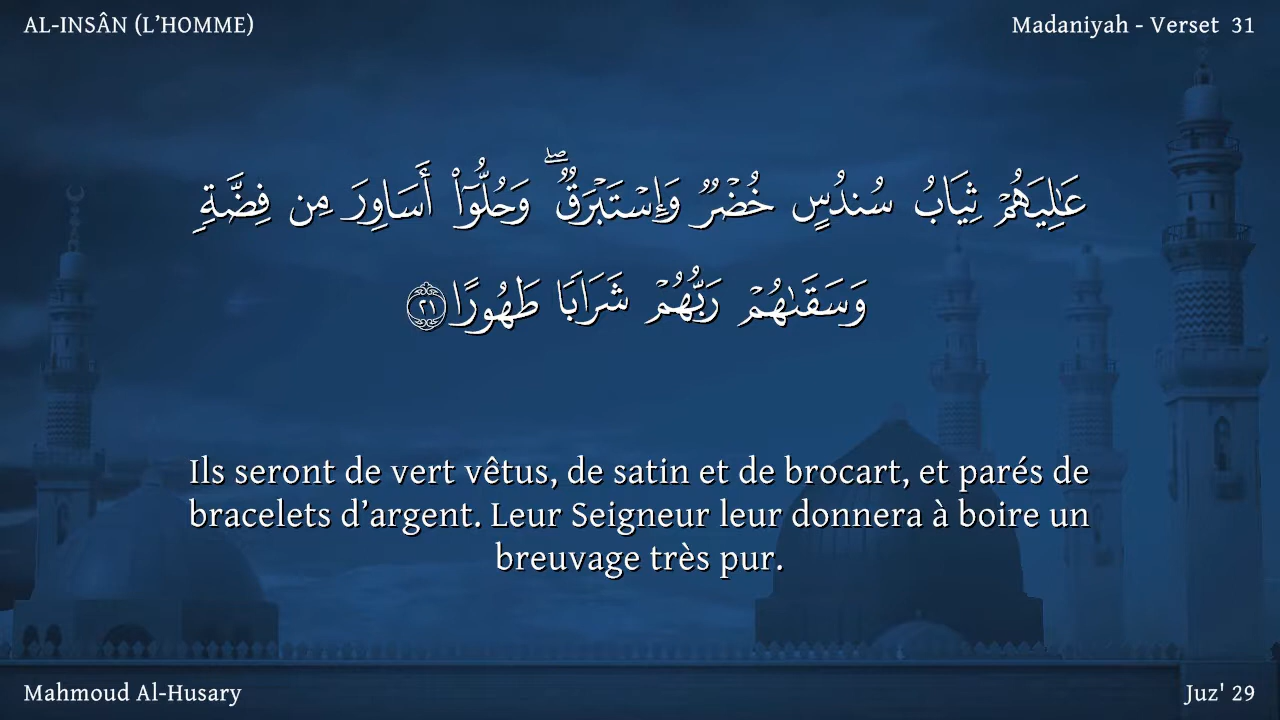 AL-INSÂN (L’HOMME)
Madaniyah - Verset 31
عَٰلِيَهُمْ ثِيَابُ سُندُسٍ خُضْرٌ وَإِسْتَبْرَقٌ ۖ وَحُلُّوٓا۟ أَسَاوِرَ مِن فِضَّةٍ
وَسَقَىٰهُمْ رَبُّهُمْ شَرَابًا طَهُورًا ٢١
Ils seront de vert vêtus, de satin et de brocart, et parés de
bracelets d’argent. Leur Seigneur leur donnera à boire un
breuvage très pur.
Mahmoud Al-Husary
Juz' 29